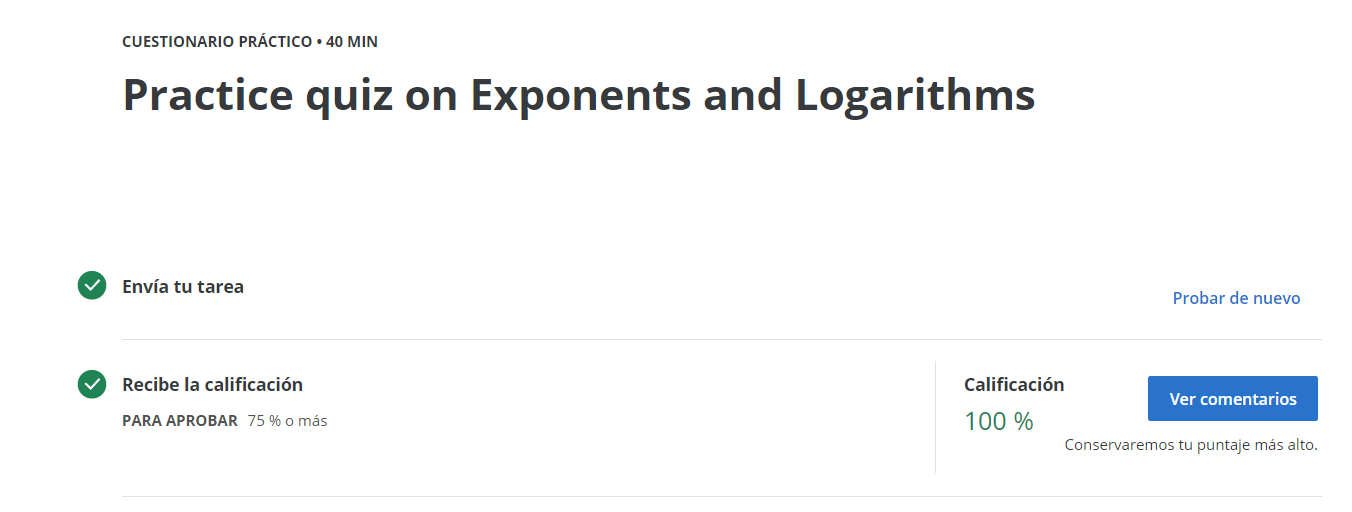 CUESTIONARIO PRÁCTICO • 40 MIN
Practice quiz on Exponents and Logarithms
Envía tu tarea
Probar de nuevo
Recibe la calificación
PARA APROBAR 75 % o más
Calificación
100 %
Ver comentarios
Conservaremos tu puntaje más alto.